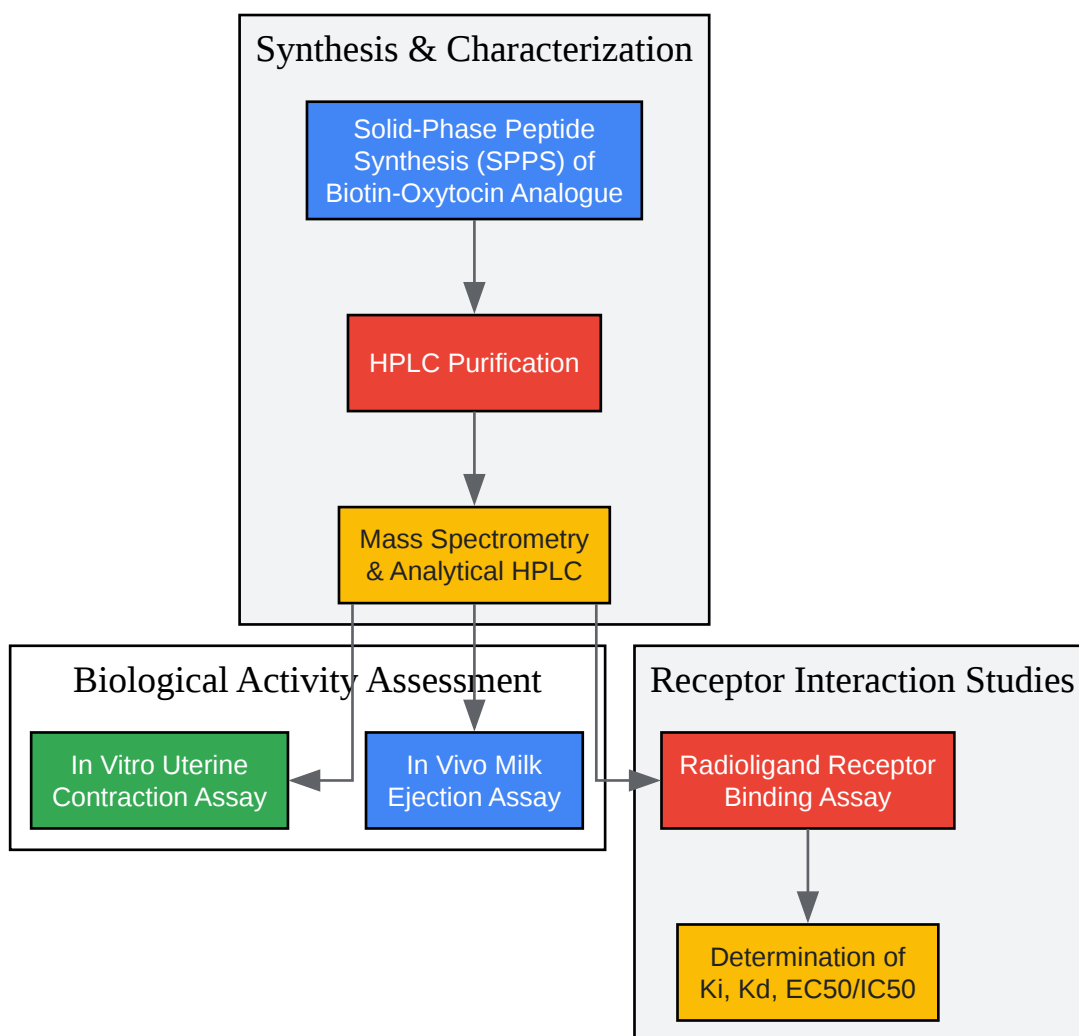 Synthesis & Characterization
Solid-Phase Peptide
Synthesis (SPPS) of
Biotin-Oxytocin Analogue
HPLC Purification
Mass Spectrometry
& Analytical HPLC
Biological Activity Assessment
In Vitro Uterine
Contraction Assay
In Vivo Milk
Ejection Assay
Receptor Interaction Studies
Radioligand Receptor
Binding Assay
Determination of
Ki, Kd, EC50/IC50